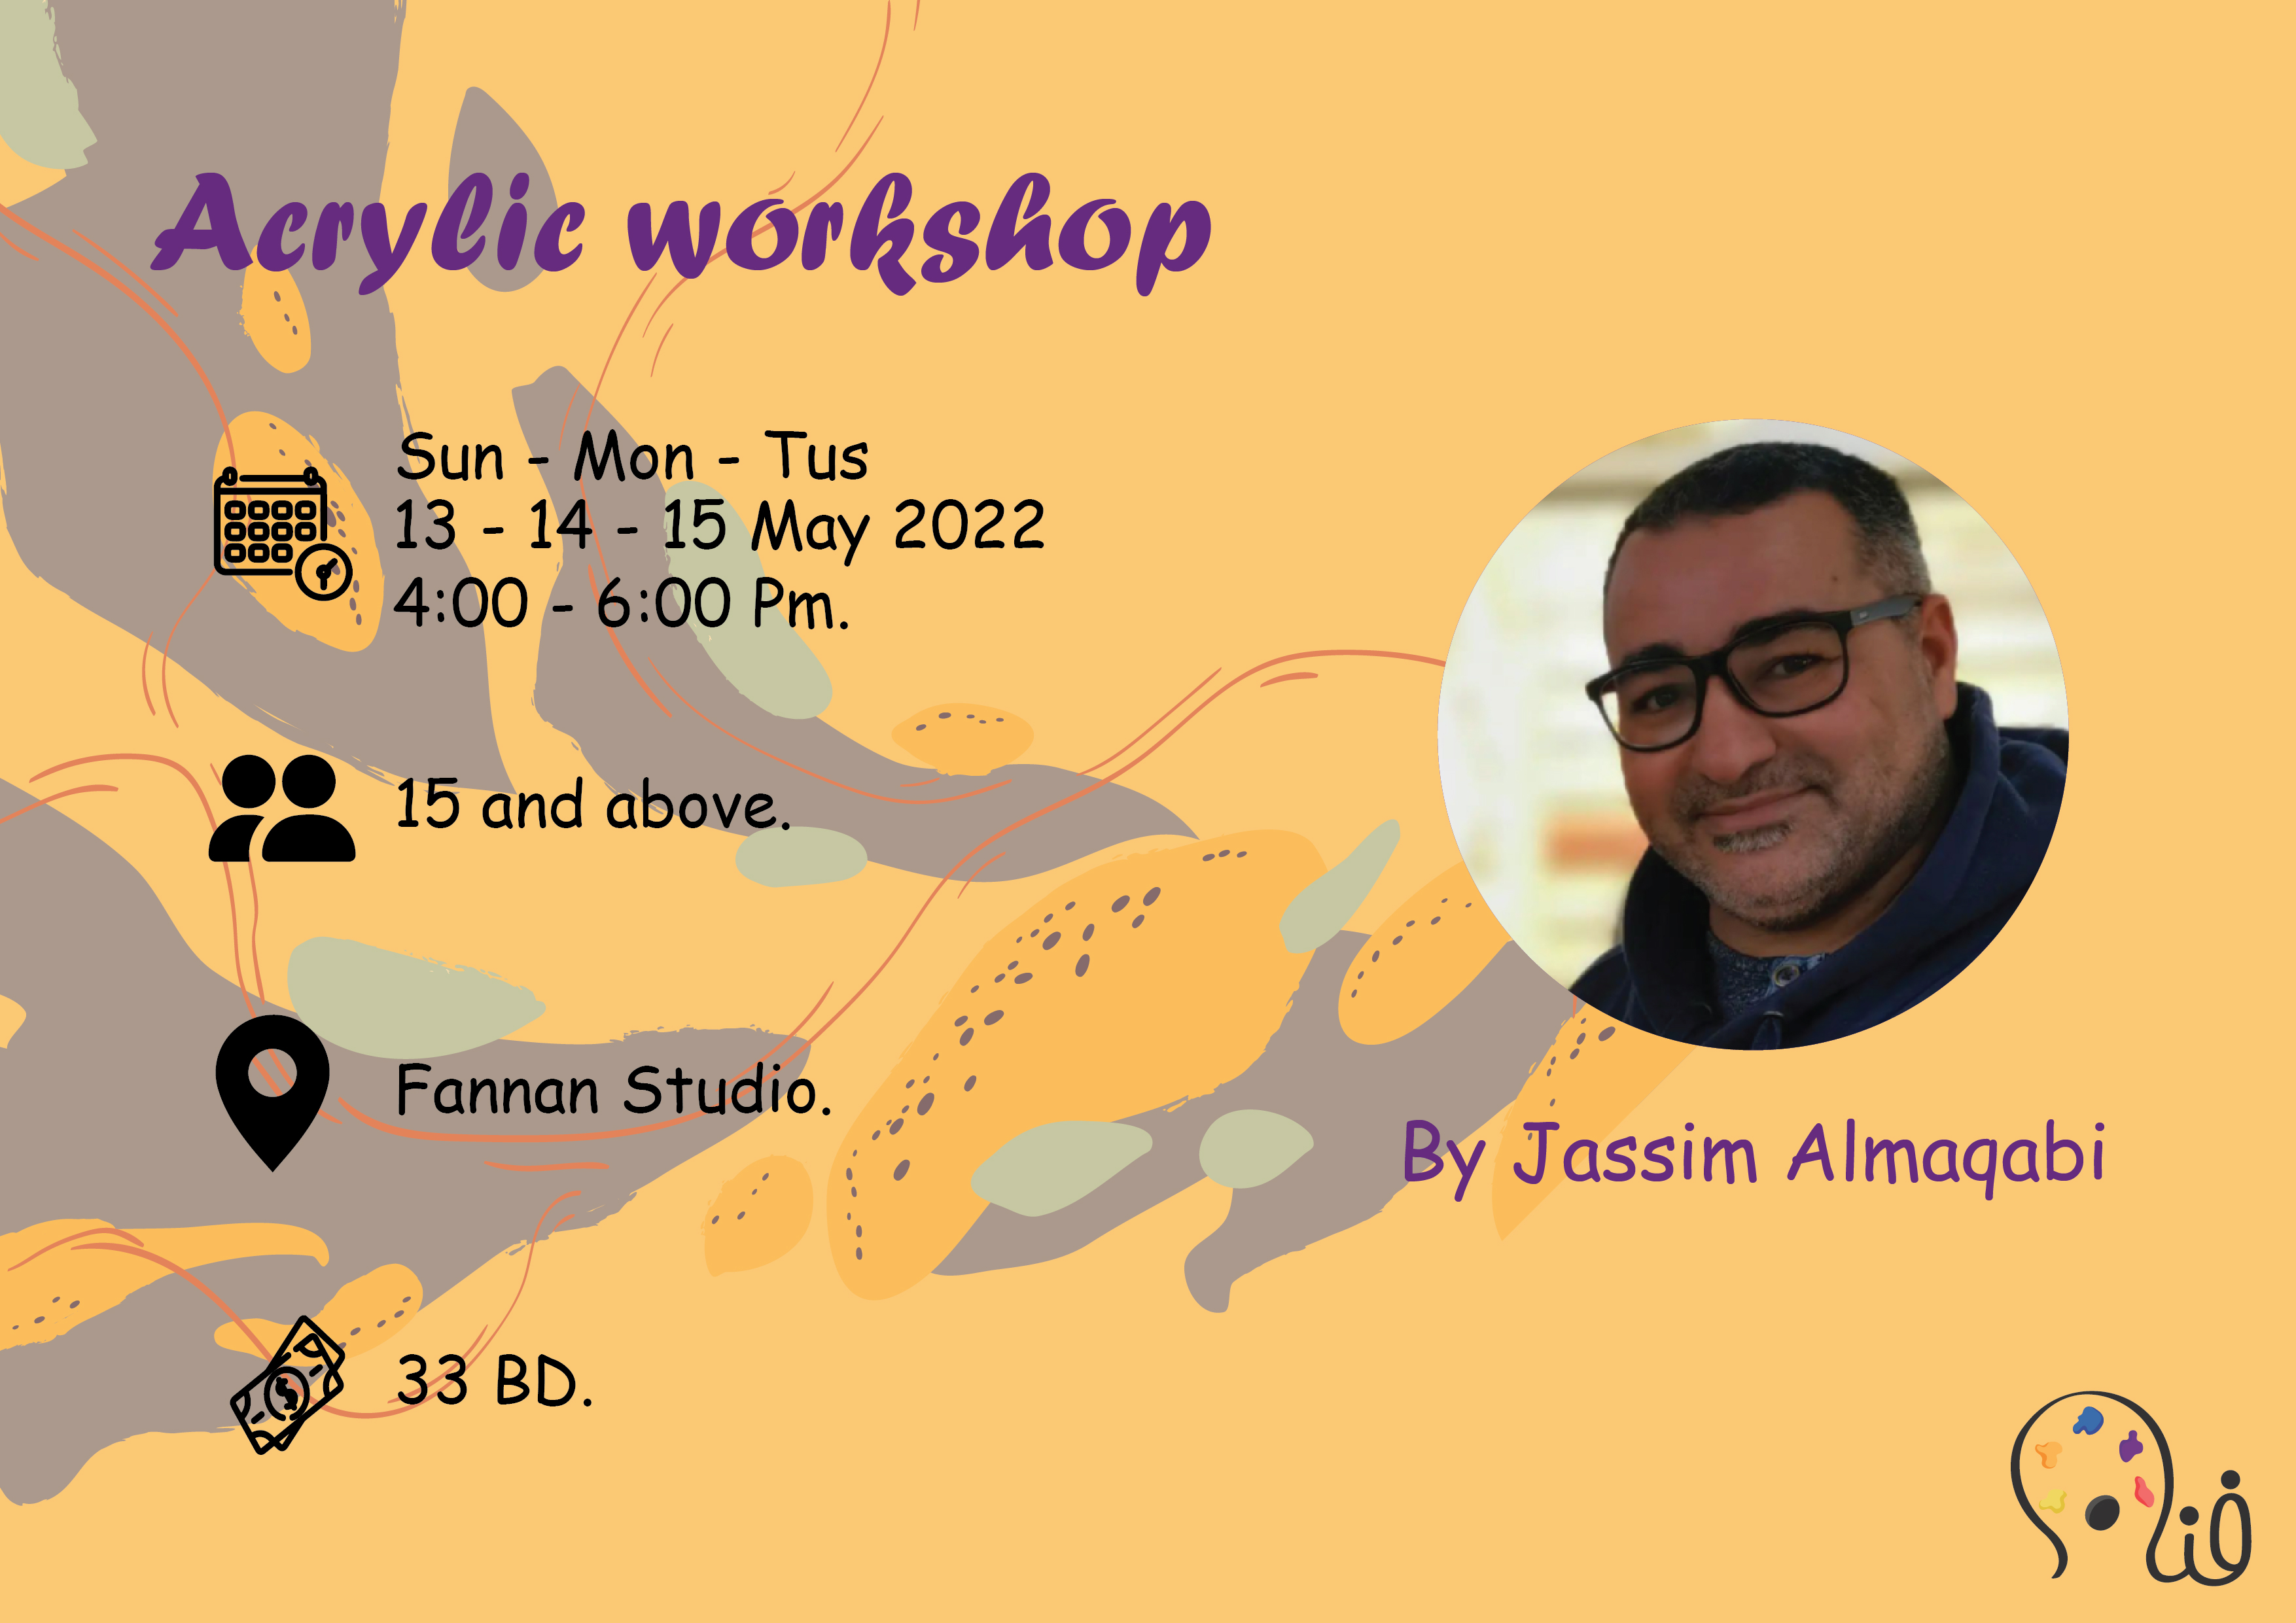 Acrylic workshop
Sun - Mon - Tus
13 - 14 - 15 May 2022
4:00 - 6:00 Pm.
15 and above.
Fannan Studio.
33 BD.
By Jassim Almaqabi
فنان